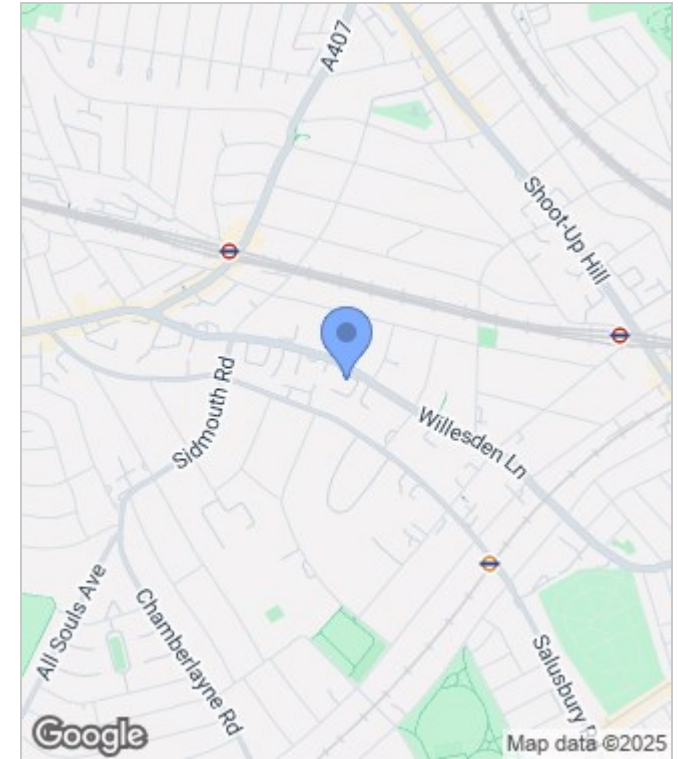 A407
Shoot-Up Hill
Sidmouth Rd
Willesden Ln
All Souls Ave
Chamberlayne Rd
Salusbury R
Google
Map data ©2025